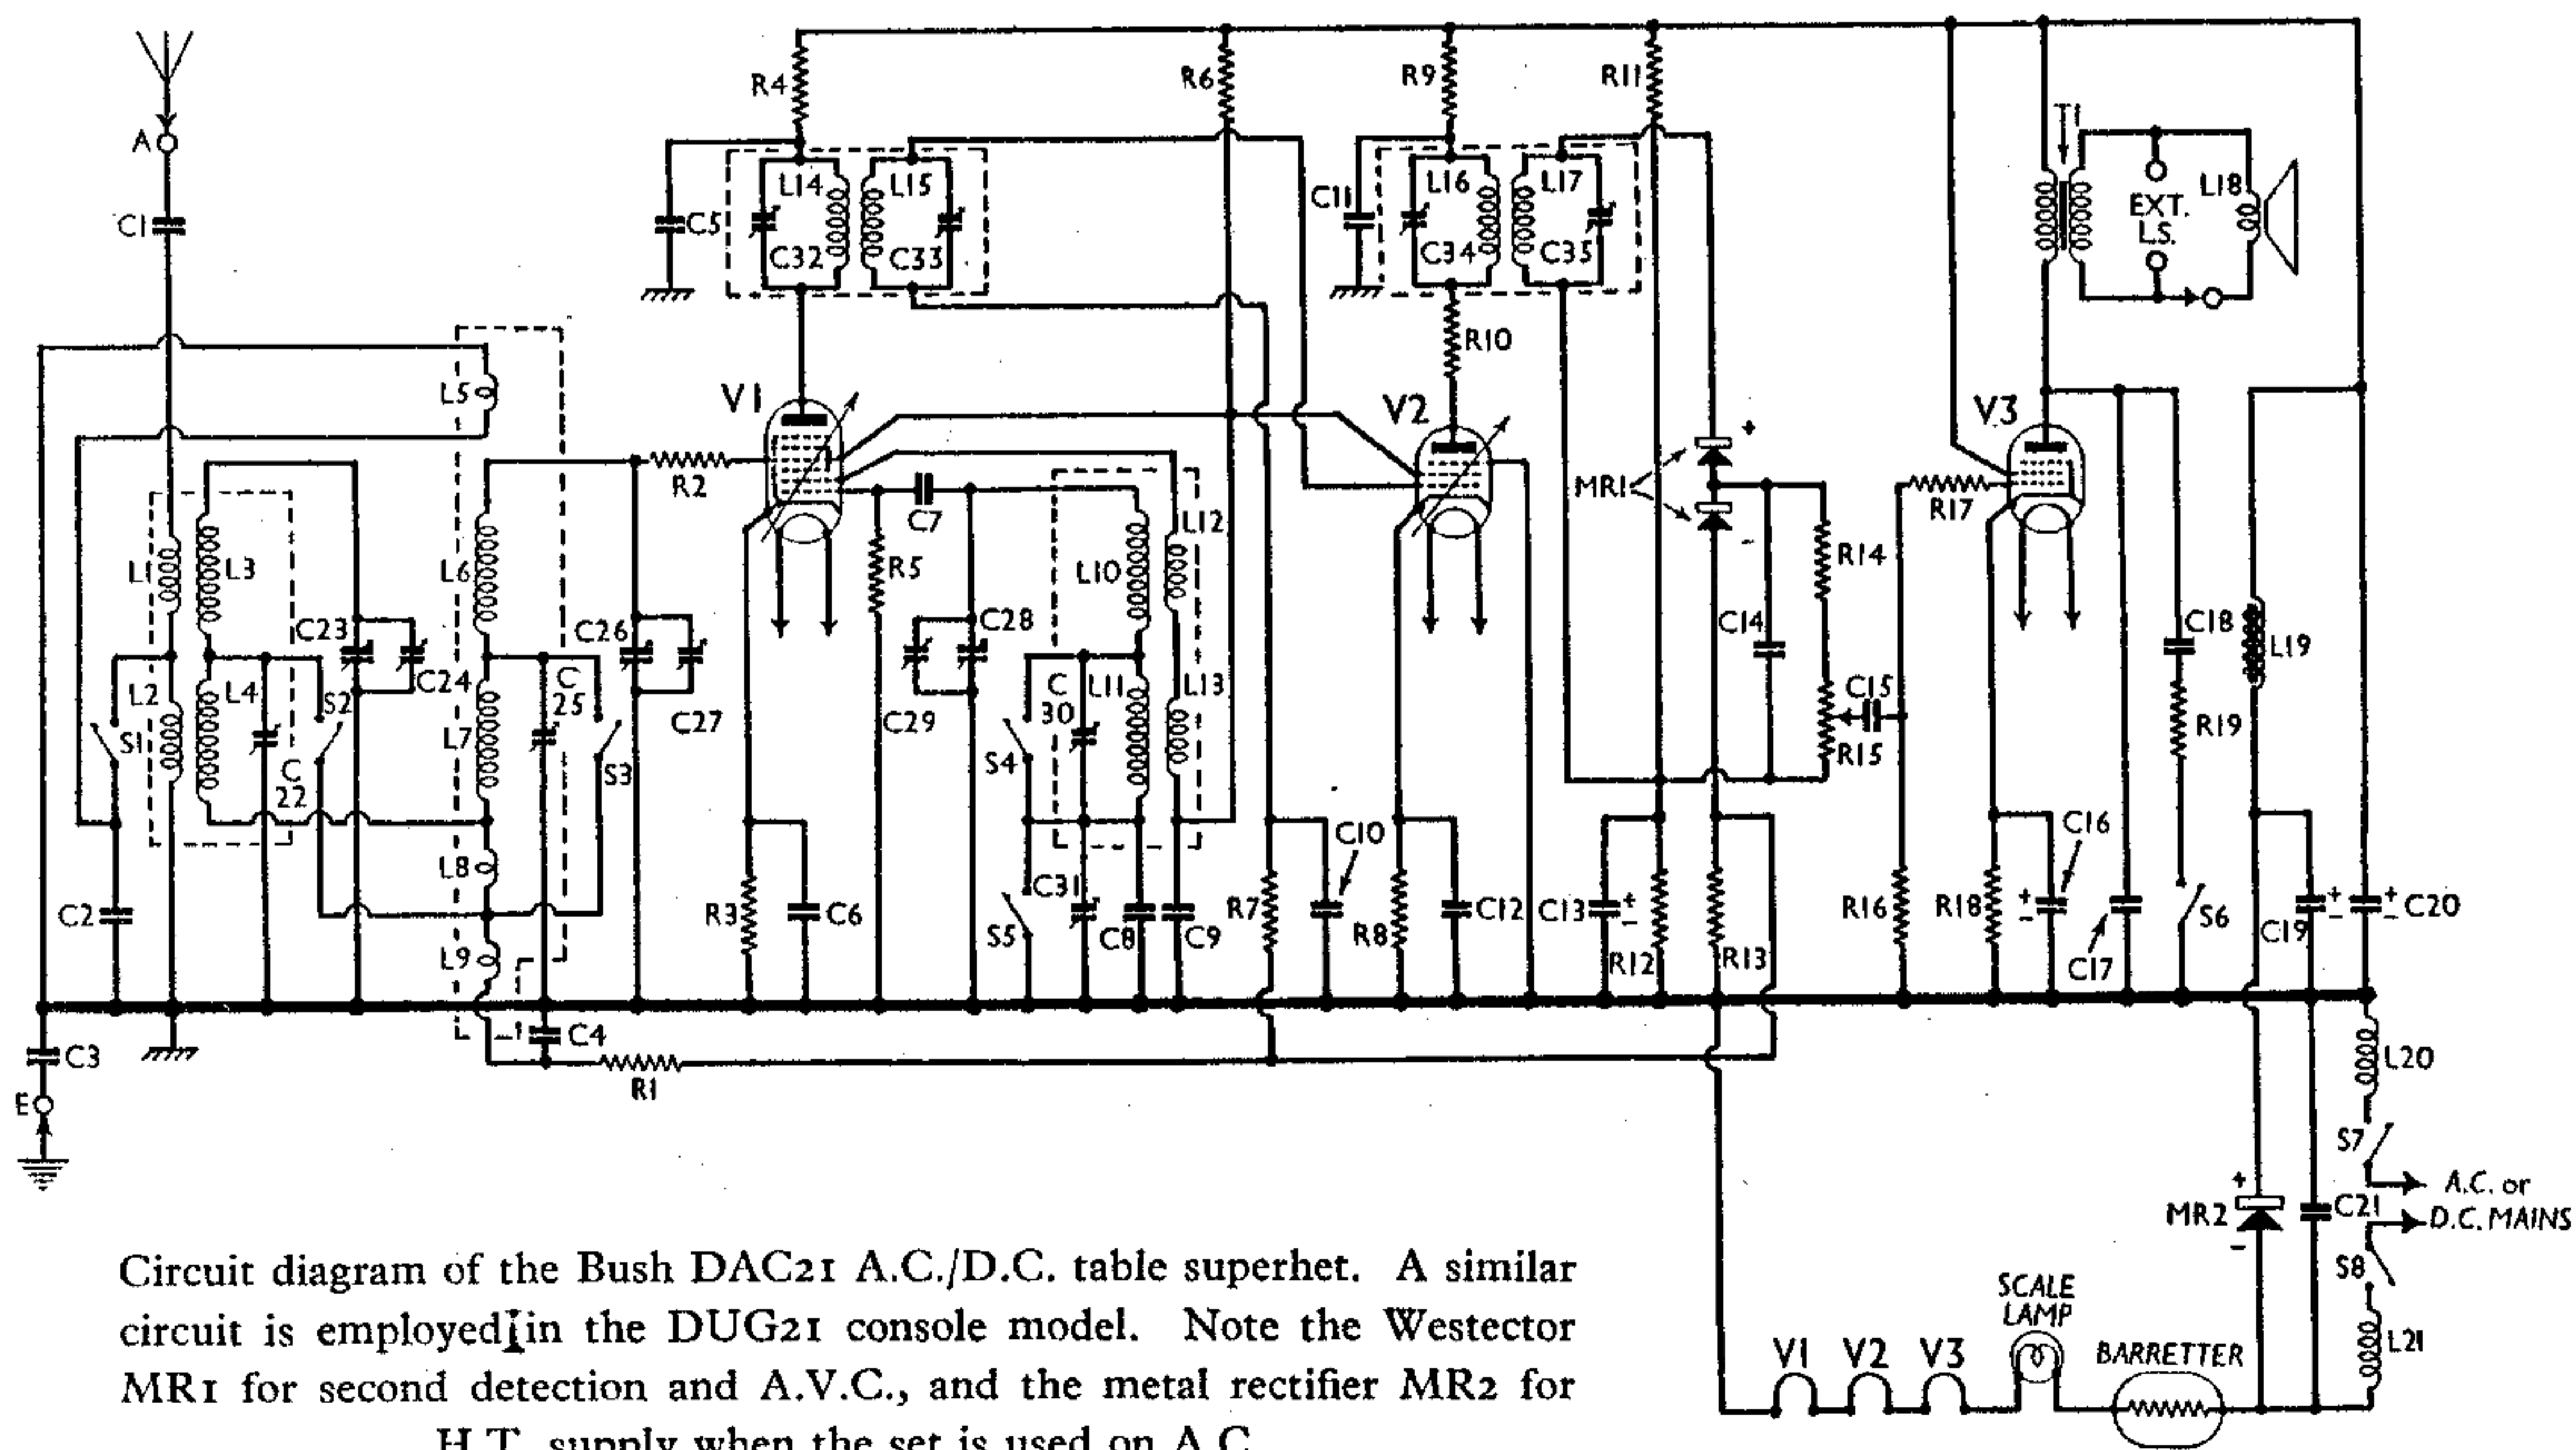 R4
R6
R9
R11
T1
A
C1
L14
L15
C5
C32
C33
C11
L16
L17
C34
C35
EXT.
L.S.
L18
R10
L5
V1
V2
V3
R2
C7
L12
MR1
+
-
R17
R14
L1
L3
L6
R5
L10
C23
C24
C26
C28
C14
C18
L19
L2
L4
S2
L7
C
25
C27
C29
C
30
L11
L13
C15
R15
R19
S1
C
22
S3
S4
L8
C10
C16
C2
R3
C6
C31
S5
C8
C9
R7
R8
C12
C13
+
-
R12
R13
R16
R18
+
-
C17
S6
C19
+
-
+
-
C20
L9
C3
C4
R1
L20
E
S7
+
MR2
-
C21
A.C. or
D.C. MAINS
S8
L21
SCALE
LAMP
V1 V2 V3
BARRETTER
Circuit diagram of the Bush DAC21 A.C./D.C. table superhet. A similar
circuit is employed in the DUG21 console model. Note the Westector
MR1 for second detection and A.V.C., and the metal rectifier MR2 for
H.T. supply when the set is used on A.C.